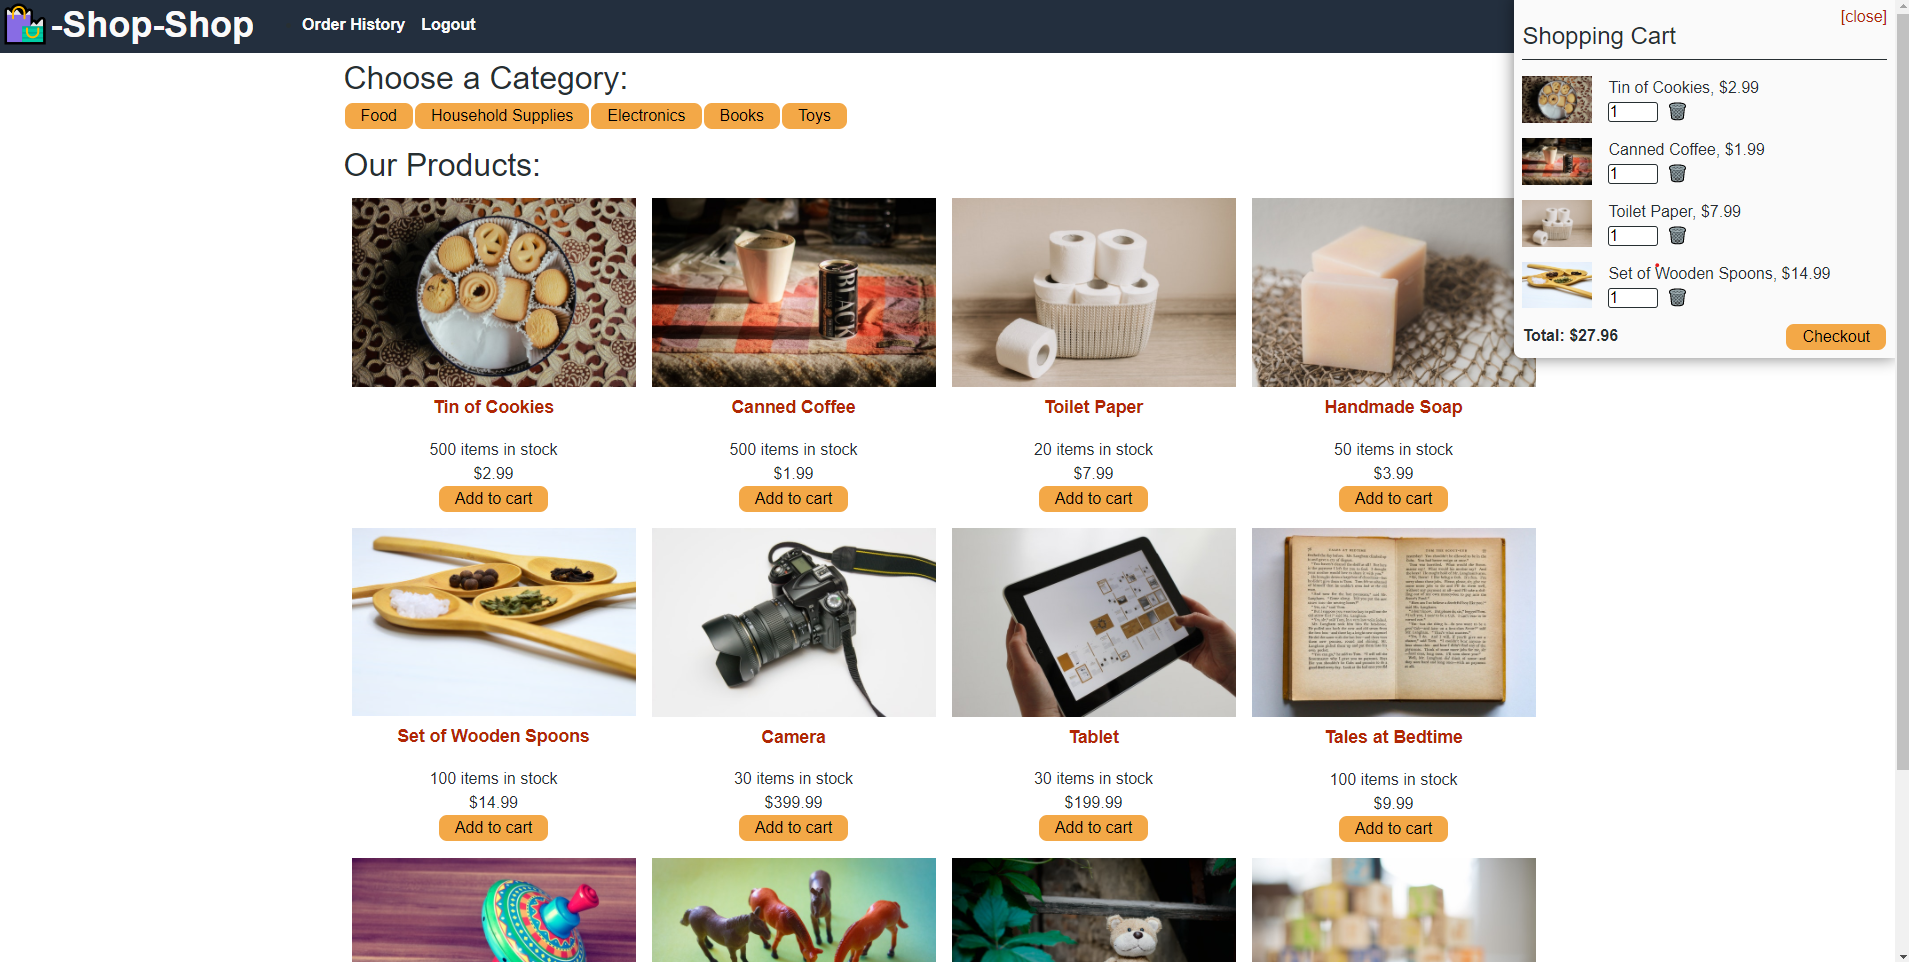 -Shop-Shop
Order History
Logout
Choose a Category:
Food
Household Supplies
Electronics
Books
Toys
Our Products:
BLACK
Tin of Cookies
500 items in stock
$2.99
Add to cart
Canned Coffee
500 items in stock
$1.99
Add to cart
Toilet Paper
20 items in stock
$7.99
Add to cart
Handmade Soap
50 items in stock
$3.99
Add to cart
Set of Wooden Spoons
100 items in stock
$14.99
Add to cart
Camera
30 items in stock
$399.99
Add to cart
Tablet
30 items in stock
$199.99
Add to cart
Tales at Bedtime
100 items in stock
$9.99
Add to cart
[close]
Shopping Cart
Tin of Cookies, $2.99
1
Canned Coffee, $1.99
1
Toilet Paper, $7.99
1
Set of Wooden Spoons, $14.99
1
Total: $27.96
Checkout